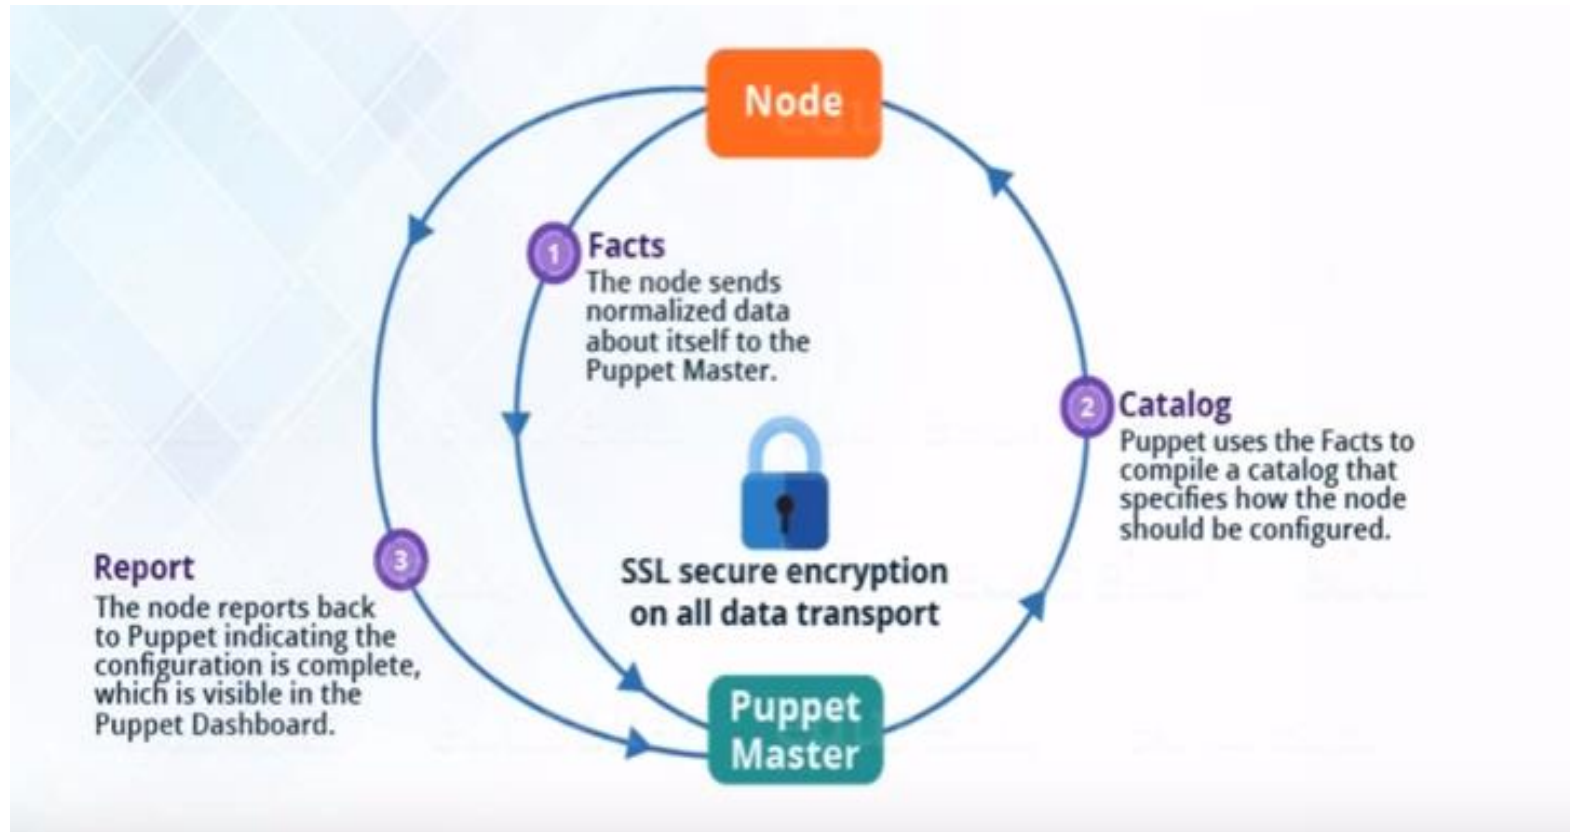 Node
1
Facts
The node sends
normalized data
about itself to the
Puppet Master.
2
Catalog
Puppet uses the Facts to
compile a catalog that
specifies how the node
should be configured.
SSL secure encryption
on all data transport
3
Report
The node reports back
to Puppet indicating the
configuration is complete,
which is visible in the
Puppet Dashboard.
Puppet
Master